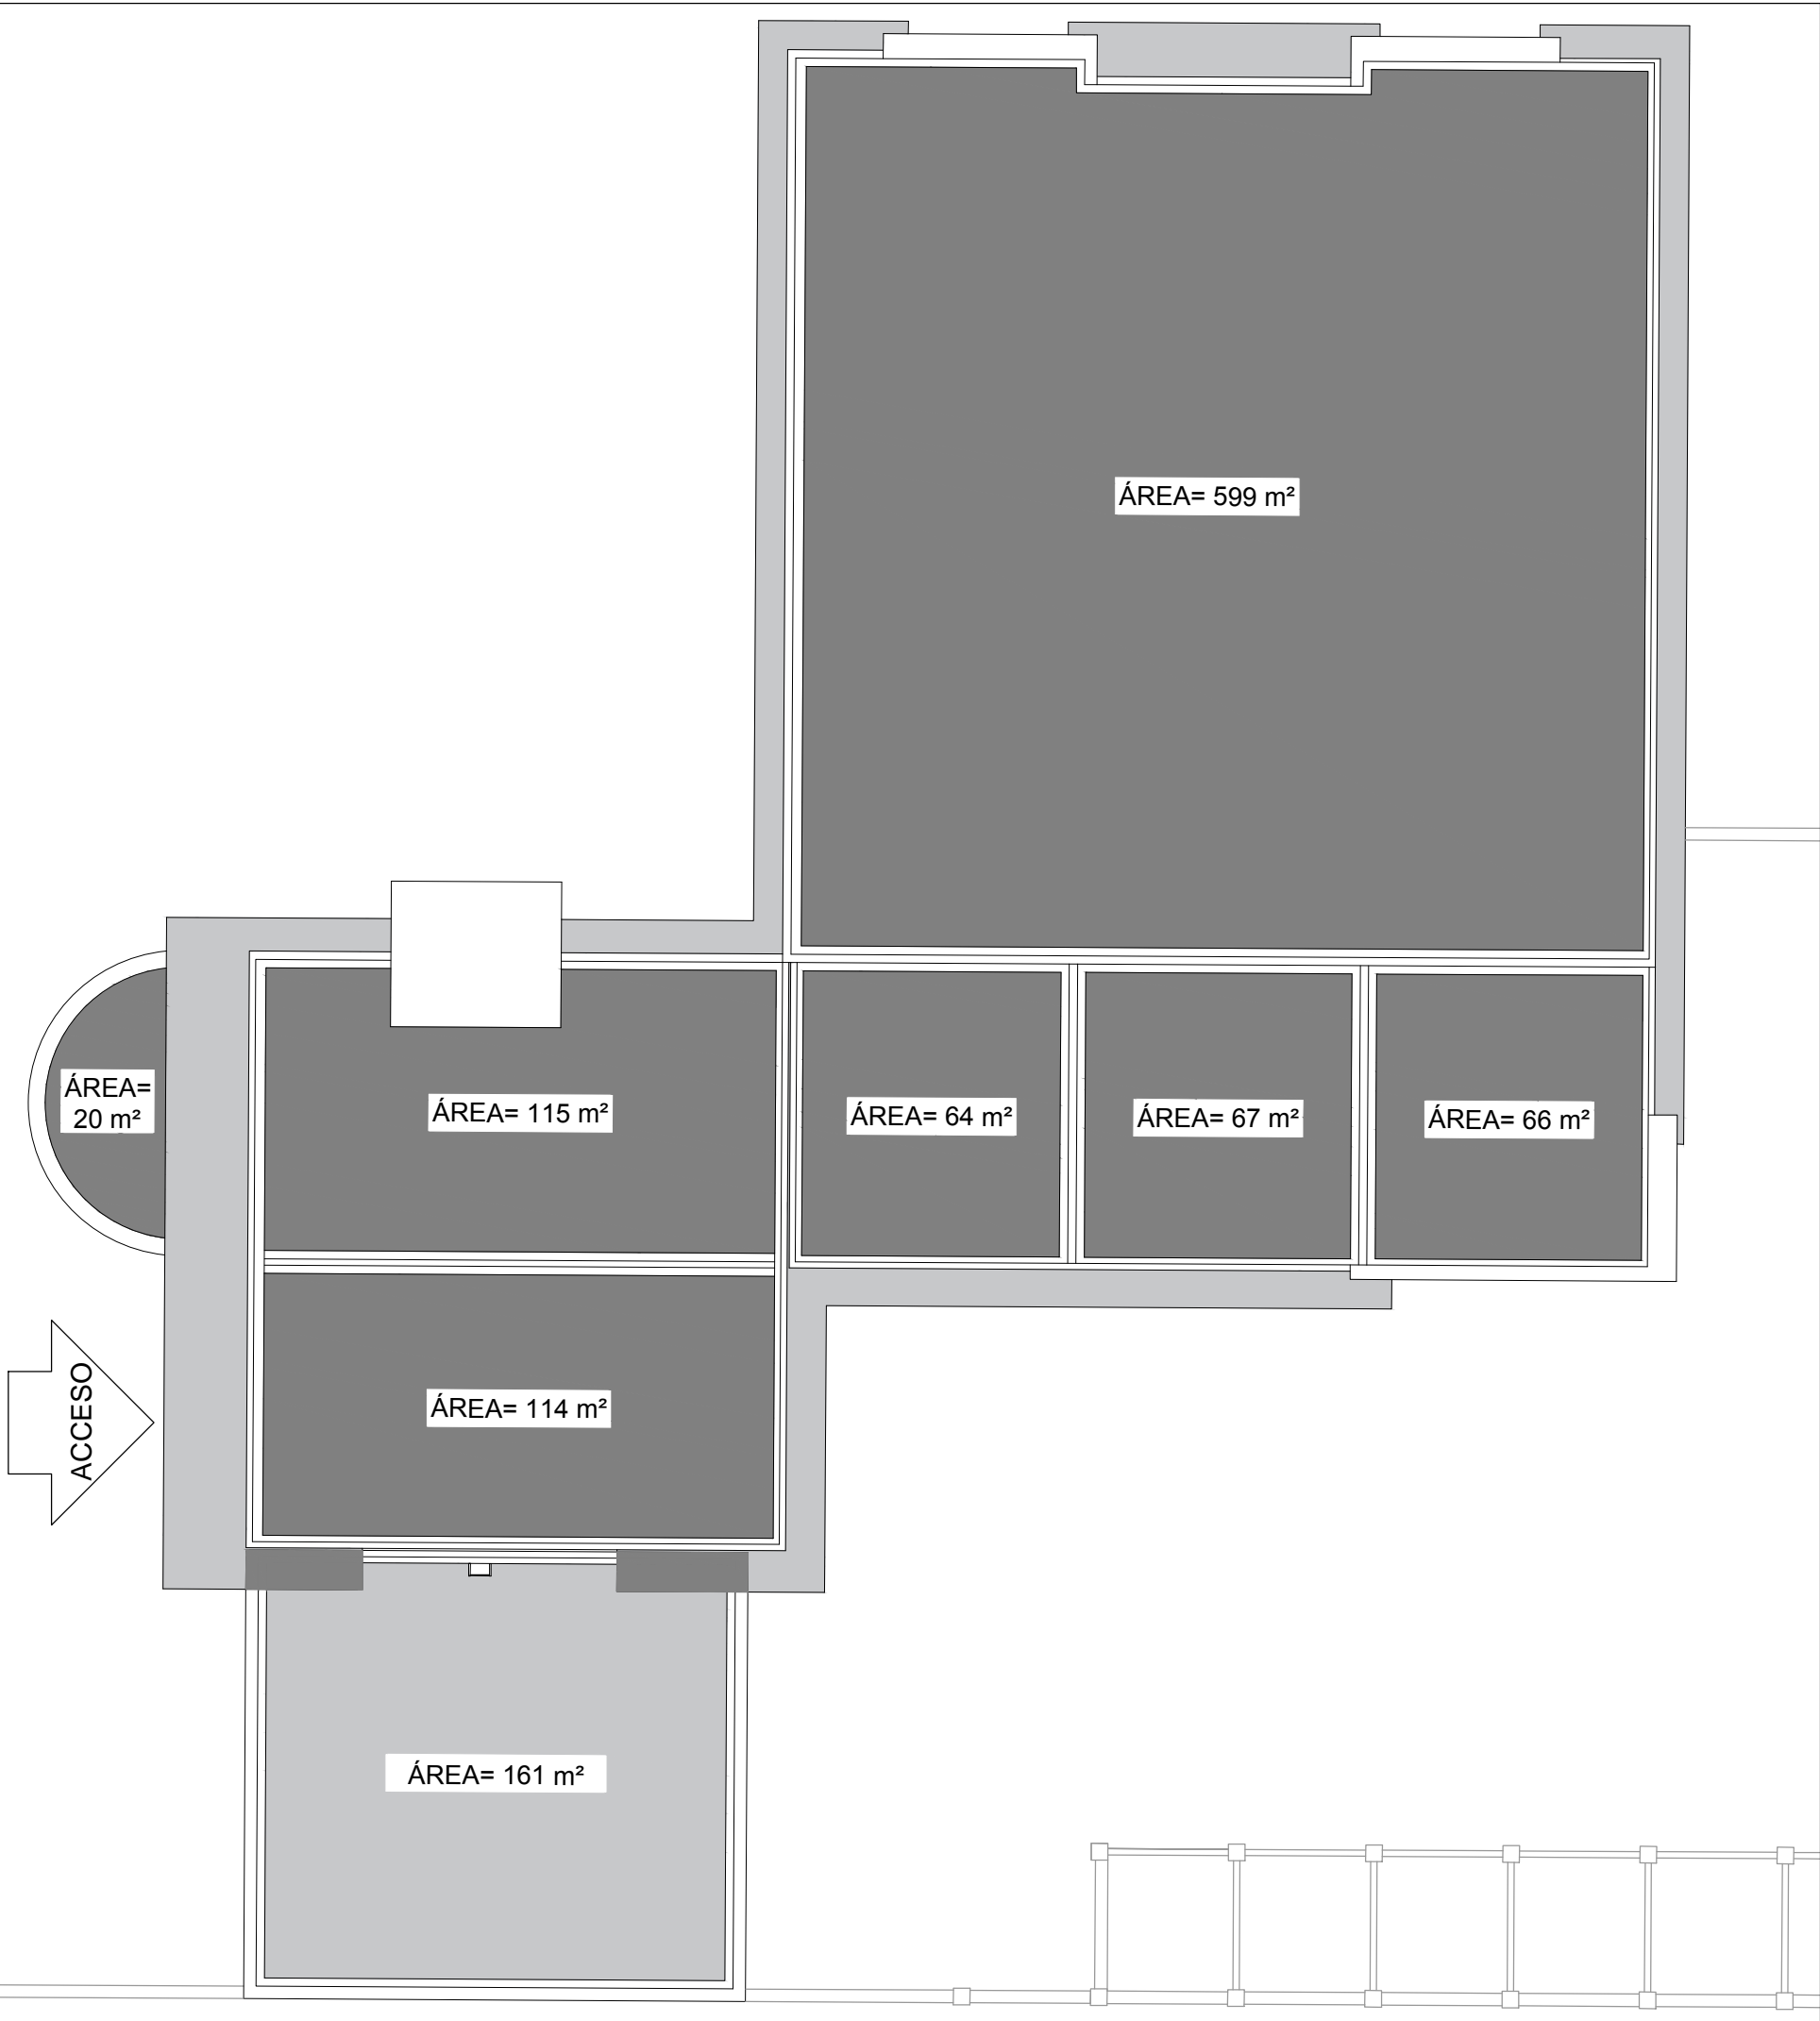 ÁREA= 599 m²
ÁREA=
20 m²
ÁREA= 115 m²
ÁREA= 64 m²
ÁREA= 67 m²
ÁREA= 66 m²
ACCESO
ÁREA= 114 m²
ÁREA= 161 m²